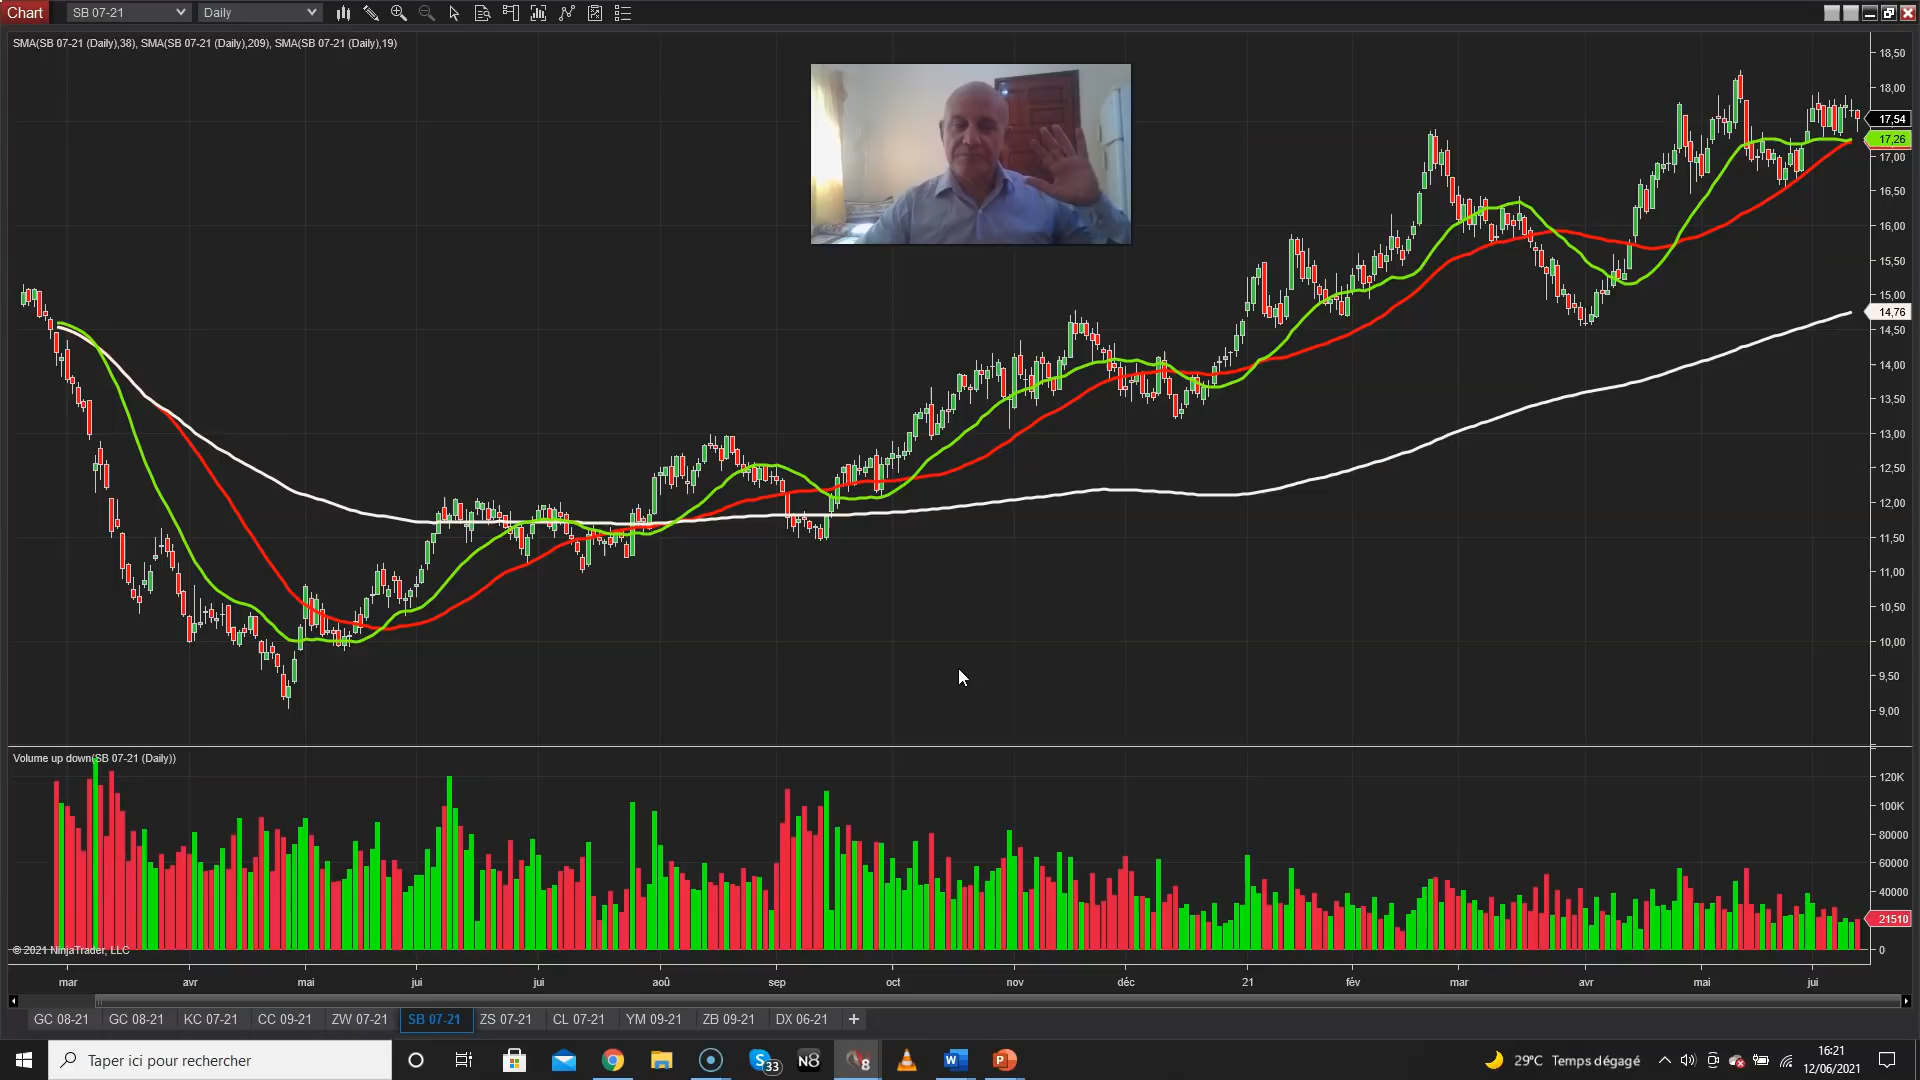 Chart SB 07-21 Daily
SMA(SB 07-21 (Daily),38), SMA(SB 07-21 (Daily),209), SMA(SB 07-21 (Daily),19)
18,50
18,00
17,54
17,26
17,00
16,50
16,00
15,50
15,00
14,76
14,50
14,00
13,50
13,00
12,50
12,00
11,50
11,00
10,50
10,00
9,50
9,00
Volume up down(SB 07-21 (Daily))
120K
100K
80000
60000
40000
21510
0
© 2021 NinjaTrader, LLC
mar avr mai jui jui aoû sep oct nov déc 21 fév mar avr mai jui
GC 08-21 GC 08-21 KC 07-21 CC 09-21 ZW 07-21 SB 07-21 ZS 07-21 CL 07-21 YM 09-21 ZB 09-21 DX 06-21 +
Taper ici pour rechercher
S 33 N8 8 W P
29°C Temps dégagé
16:21
12/06/2021